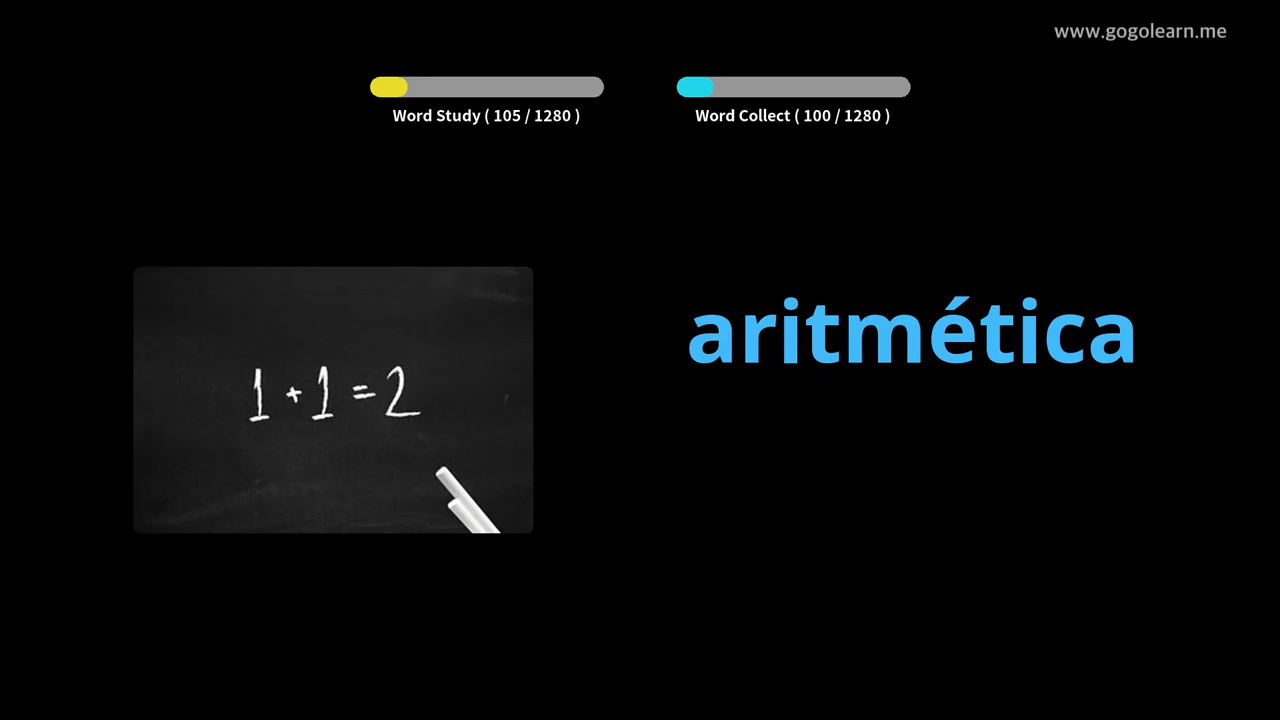 www.gogolearn.me
Word Study ( 105 / 1280 )
Word Collect ( 100 / 1280 )
aritmética
1 + 1 = 2